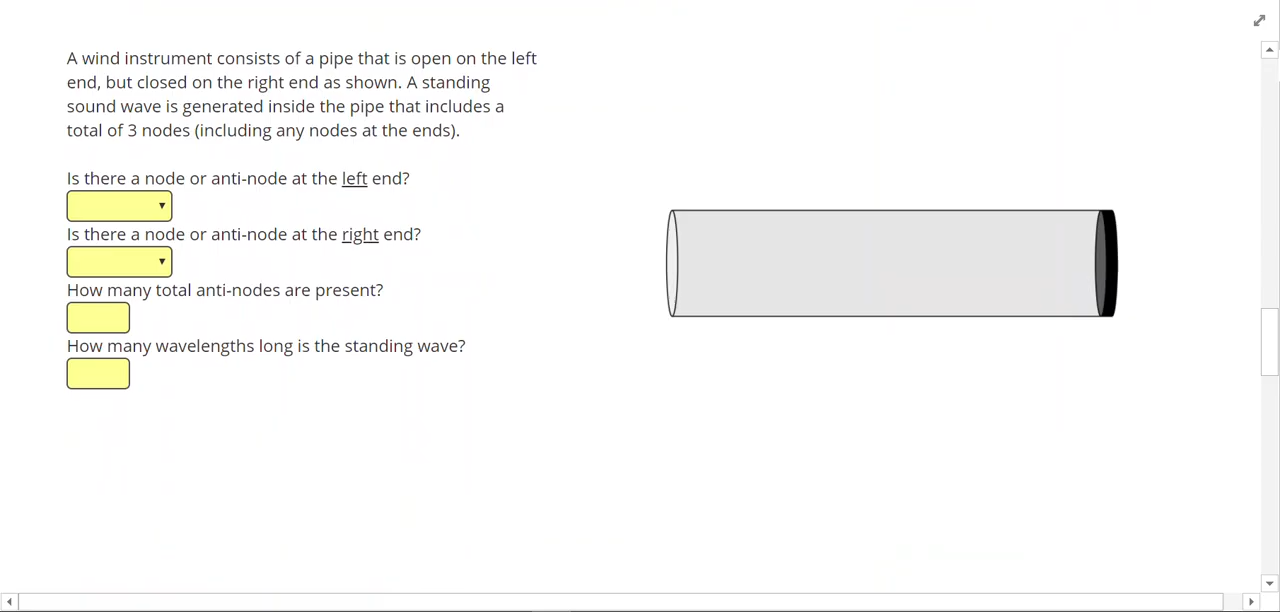 A wind instrument consists of a pipe that is open on the left
end, but closed on the right end as shown. A standing
sound wave is generated inside the pipe that includes a
total of 3 nodes (including any nodes at the ends).
Is there a node or anti-node at the left end?
Is there a node or anti-node at the right end?
How many total anti-nodes are present?
How many wavelengths long is the standing wave?